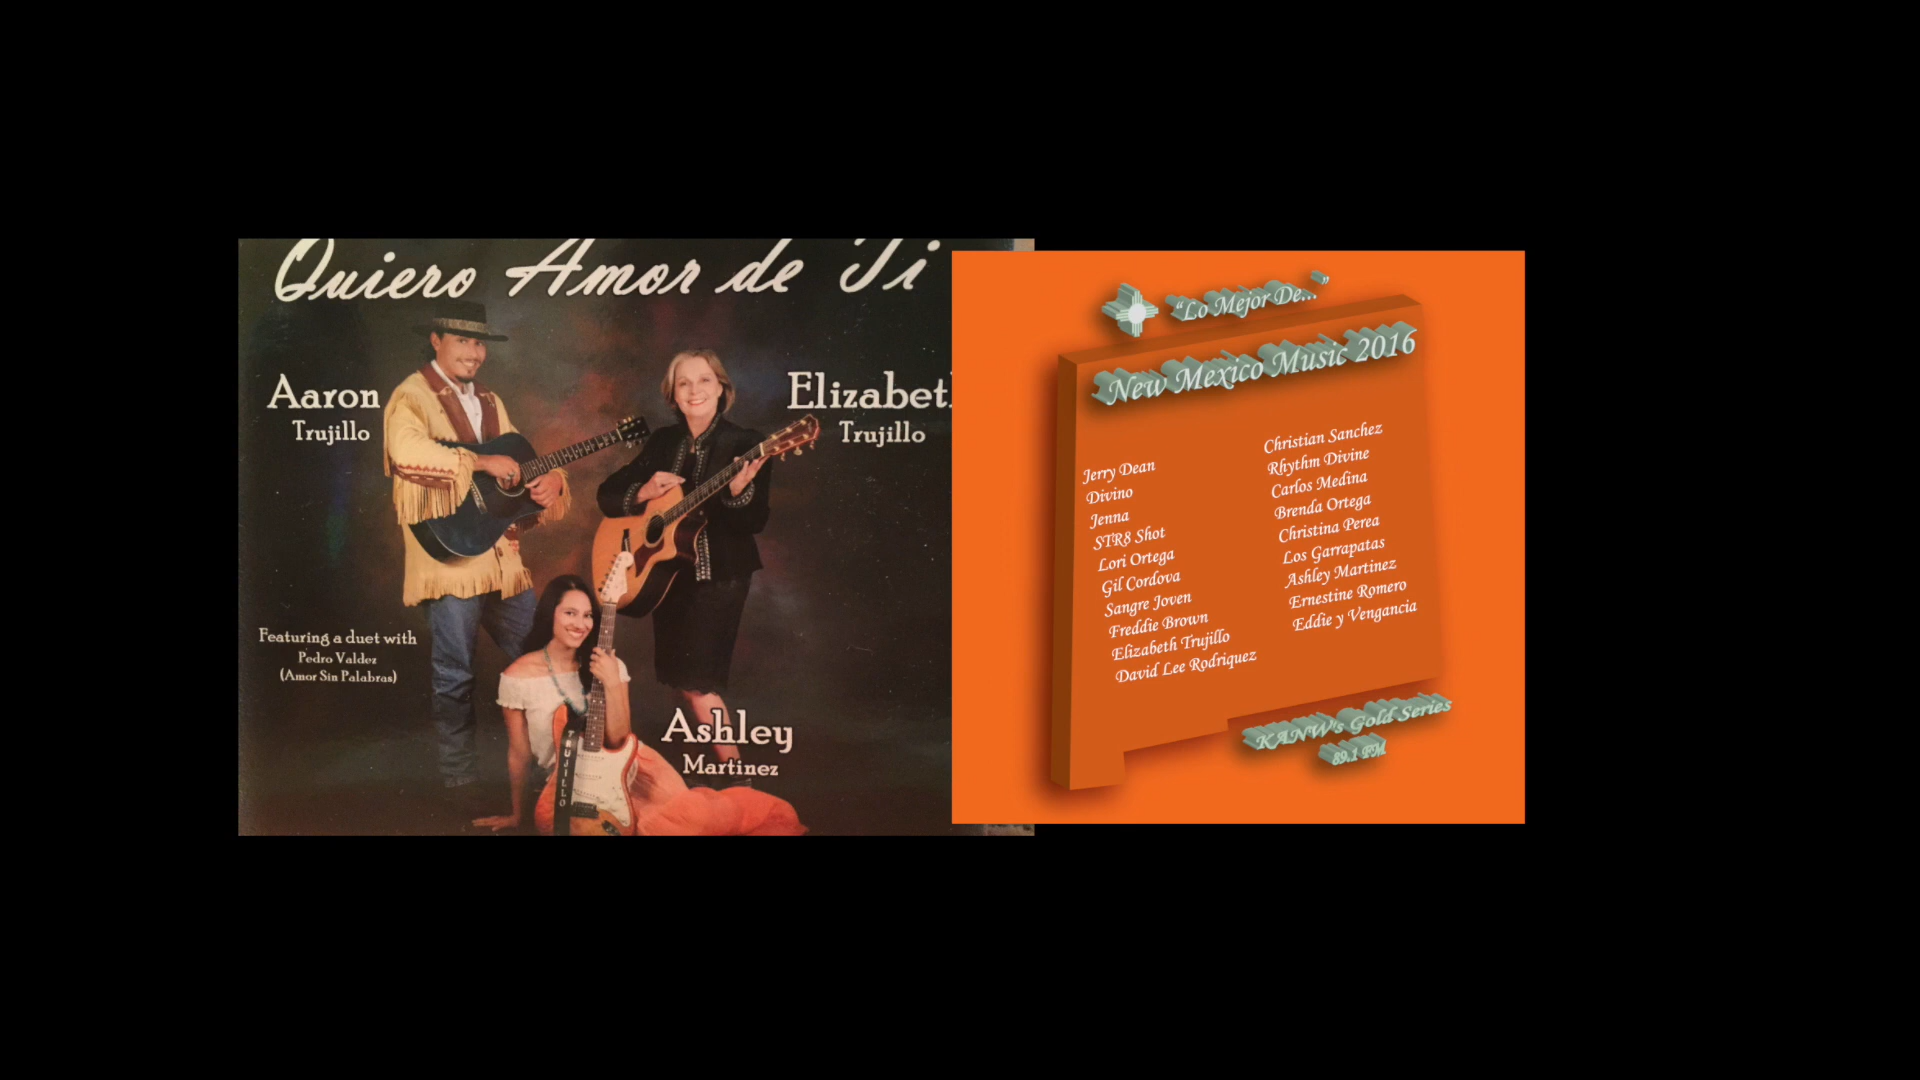 Quiero Amor de Ti
Aaron
Trujillo
Elizabet
Trujillo
Featuring a duet with
Pedro Valdez
(Amor Sin Palabras)
Ashley
Martinez
TRUJILLO
"Lo Mejor De..."
New Mexico Music 2016
Jerry Dean
Divino
Jenna
STR8 Shot
Lori Ortega
Gil Cordova
Sangre Joven
Freddie Brown
Elizabeth Trujillo
David Lee Rodriquez
Christian Sanchez
Rhythm Divine
Carlos Medina
Brenda Ortega
Christina Perea
Los Garrapatas
Ashley Martinez
Ernestine Romero
Eddie y Vengancia
KANW's Gold Series
89.1 FM